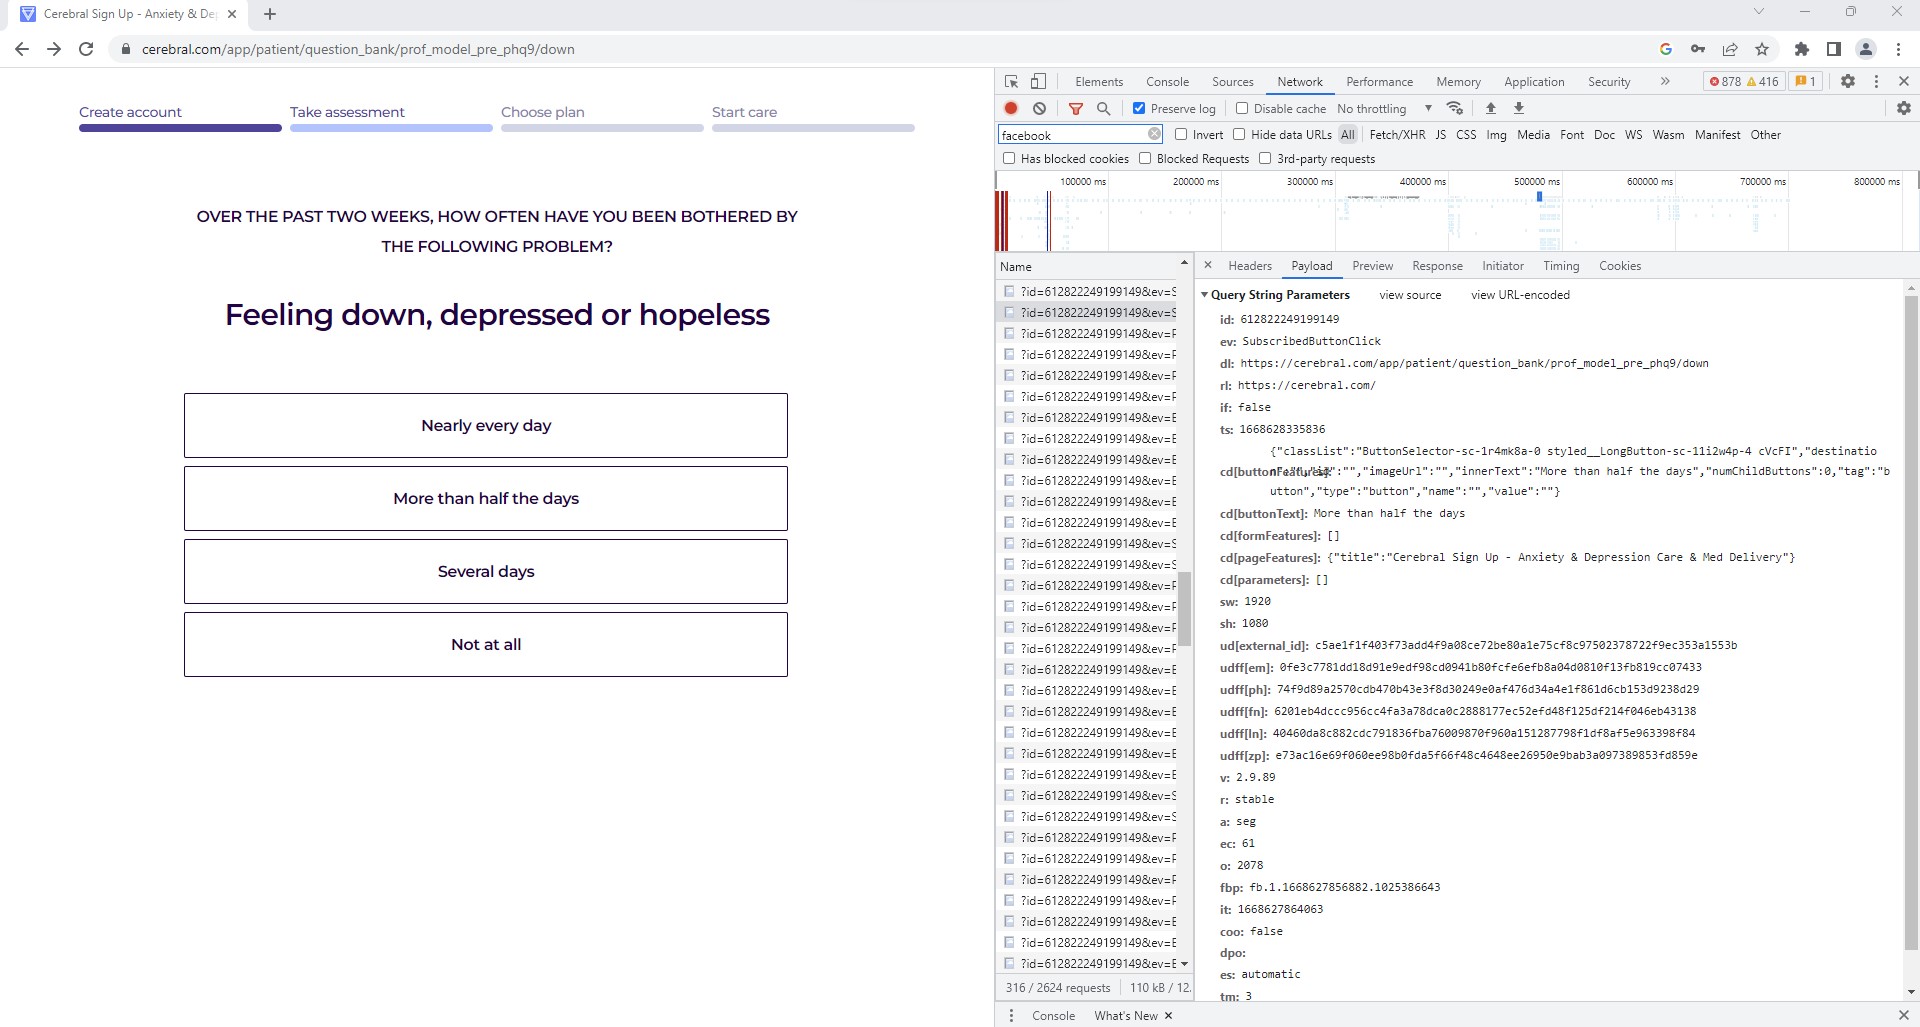 Cerebral Sign Up - Anxiety & De
cerebral.com/app/patient/question_bank/prof_model_pre_phq9/down
Create account
Take assessment
Choose plan
Start care
OVER THE PAST TWO WEEKS, HOW OFTEN HAVE YOU BEEN BOTHERED BY
THE FOLLOWING PROBLEM?
Feeling down, depressed or hopeless
Nearly every day
More than half the days
Several days
Not at all
Elements Console Sources Network Performance Memory Application Security » 878 416 1
Preserve log Disable cache No throttling
facebook Invert Hide data URLs All Fetch/XHR JS CSS Img Media Font Doc WS Wasm Manifest Other
Has blocked cookies Blocked Requests 3rd-party requests
100000 ms 200000 ms 300000 ms 400000 ms 500000 ms 600000 ms 700000 ms 800000 ms
Name
?id=612822249199149&ev=S
?id=612822249199149&ev=S
?id=612822249199149&ev=P
?id=612822249199149&ev=P
?id=612822249199149&ev=P
?id=612822249199149&ev=P
?id=612822249199149&ev=E
?id=612822249199149&ev=E
?id=612822249199149&ev=E
?id=612822249199149&ev=E
?id=612822249199149&ev=E
?id=612822249199149&ev=E
?id=612822249199149&ev=S
?id=612822249199149&ev=S
?id=612822249199149&ev=P
?id=612822249199149&ev=P
?id=612822249199149&ev=P
?id=612822249199149&ev=P
?id=612822249199149&ev=E
?id=612822249199149&ev=E
?id=612822249199149&ev=E
?id=612822249199149&ev=E
?id=612822249199149&ev=E
?id=612822249199149&ev=E
?id=612822249199149&ev=S
?id=612822249199149&ev=S
?id=612822249199149&ev=P
?id=612822249199149&ev=P
?id=612822249199149&ev=P
?id=612822249199149&ev=P
?id=612822249199149&ev=E
?id=612822249199149&ev=E
?id=612822249199149&ev=E
316 / 2624 requests 110 kB / 12.
Headers Payload Preview Response Initiator Timing Cookies
Query String Parameters view source view URL-encoded
id: 612822249199149
ev: SubscribedButtonClick
dl: https://cerebral.com/app/patient/question_bank/prof_model_pre_phq9/down
rl: https://cerebral.com/
if: false
ts: 1668628335836
{"classList":"ButtonSelector-sc-1r4mk8a-0 styled__LongButton-sc-11i2w4p-4 cVcFI","destinatio
cd[buttonFeatures]: n":"","id":"","imageUrl":"","innerText":"More than half the days","numChildButtons":0,"tag":"b
utton","type":"button","name":"","value":""}
cd[buttonText]: More than half the days
cd[formFeatures]: []
cd[pageFeatures]: {"title":"Cerebral Sign Up - Anxiety & Depression Care & Med Delivery"}
cd[parameters]: []
sw: 1920
sh: 1080
ud[external_id]: c5ae1f1f403f73add4f9a08ce72be80a1e75cf8c97502378722f9ec353a1553b
udff[em]: 0fe3c7781dd18d91e9edf98cd0941b80fcfe6efb8a04d0810f13fb819cc07433
udff[ph]: 74f9d89a2570cdb470b43e3f8d30249e0af476d34a4e1f861d6cb153d9238d29
udff[fn]: 6201eb4dccc956cc4fa3a78dca0c2888177ec52efd48f125df214f046eb43138
udff[ln]: 40460da8c882cdc791836fba76009870f960a151287798f1df8af5e963398f84
udff[zp]: e73ac16e69f060ee98b0fda5f66f48c4648ee26950e9bab3a097389853fd859e
v: 2.9.89
r: stable
a: seg
ec: 61
o: 2078
fbp: fb.1.1668627856882.1025386643
it: 1668627864063
coo: false
dpo:
es: automatic
tm: 3
Console What's New